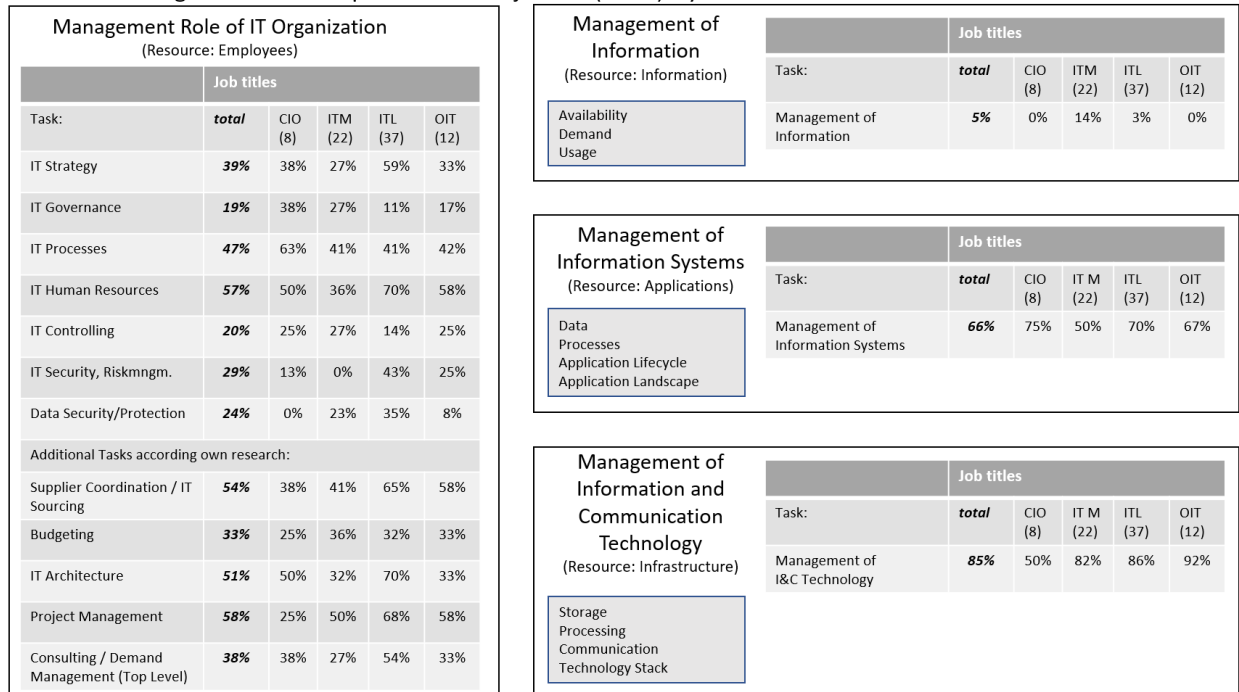 Management Role of IT Organization
(Resource: Employees)
Job titles
Task: total CIO (8) ITM (22) ITL (37) OIT (12)
IT Strategy 39% 38% 27% 59% 33%
IT Governance 19% 38% 27% 11% 17%
IT Processes 47% 63% 41% 41% 42%
IT Human Resources 57% 50% 36% 70% 58%
IT Controlling 20% 25% 27% 14% 25%
IT Security, Riskmngm. 29% 13% 0% 43% 25%
Data Security/Protection 24% 0% 23% 35% 8%
Additional Tasks according own research:
Supplier Coordination / IT Sourcing 54% 38% 41% 65% 58%
Budgeting 33% 25% 36% 32% 33%
IT Architecture 51% 50% 32% 70% 33%
Project Management 58% 25% 50% 68% 58%
Consulting / Demand Management (Top Level) 38% 38% 27% 54% 33%
Management of
Information
(Resource: Information)
Availability
Demand
Usage
Job titles
Task: total CIO (8) ITM (22) ITL (37) OIT (12)
Management of Information 5% 0% 14% 3% 0%
Management of
Information Systems
(Resource: Applications)
Data
Processes
Application Lifecycle
Application Landscape
Job titles
Task: total CIO (8) IT M (22) ITL (37) OIT (12)
Management of Information Systems 66% 75% 50% 70% 67%
Management of
Information and
Communication
Technology
(Resource: Infrastructure)
Storage
Processing
Communication
Technology Stack
Job titles
Task: total CIO (8) IT M (22) ITL (37) OIT (12)
Management of I&C Technology 85% 50% 82% 86% 92%